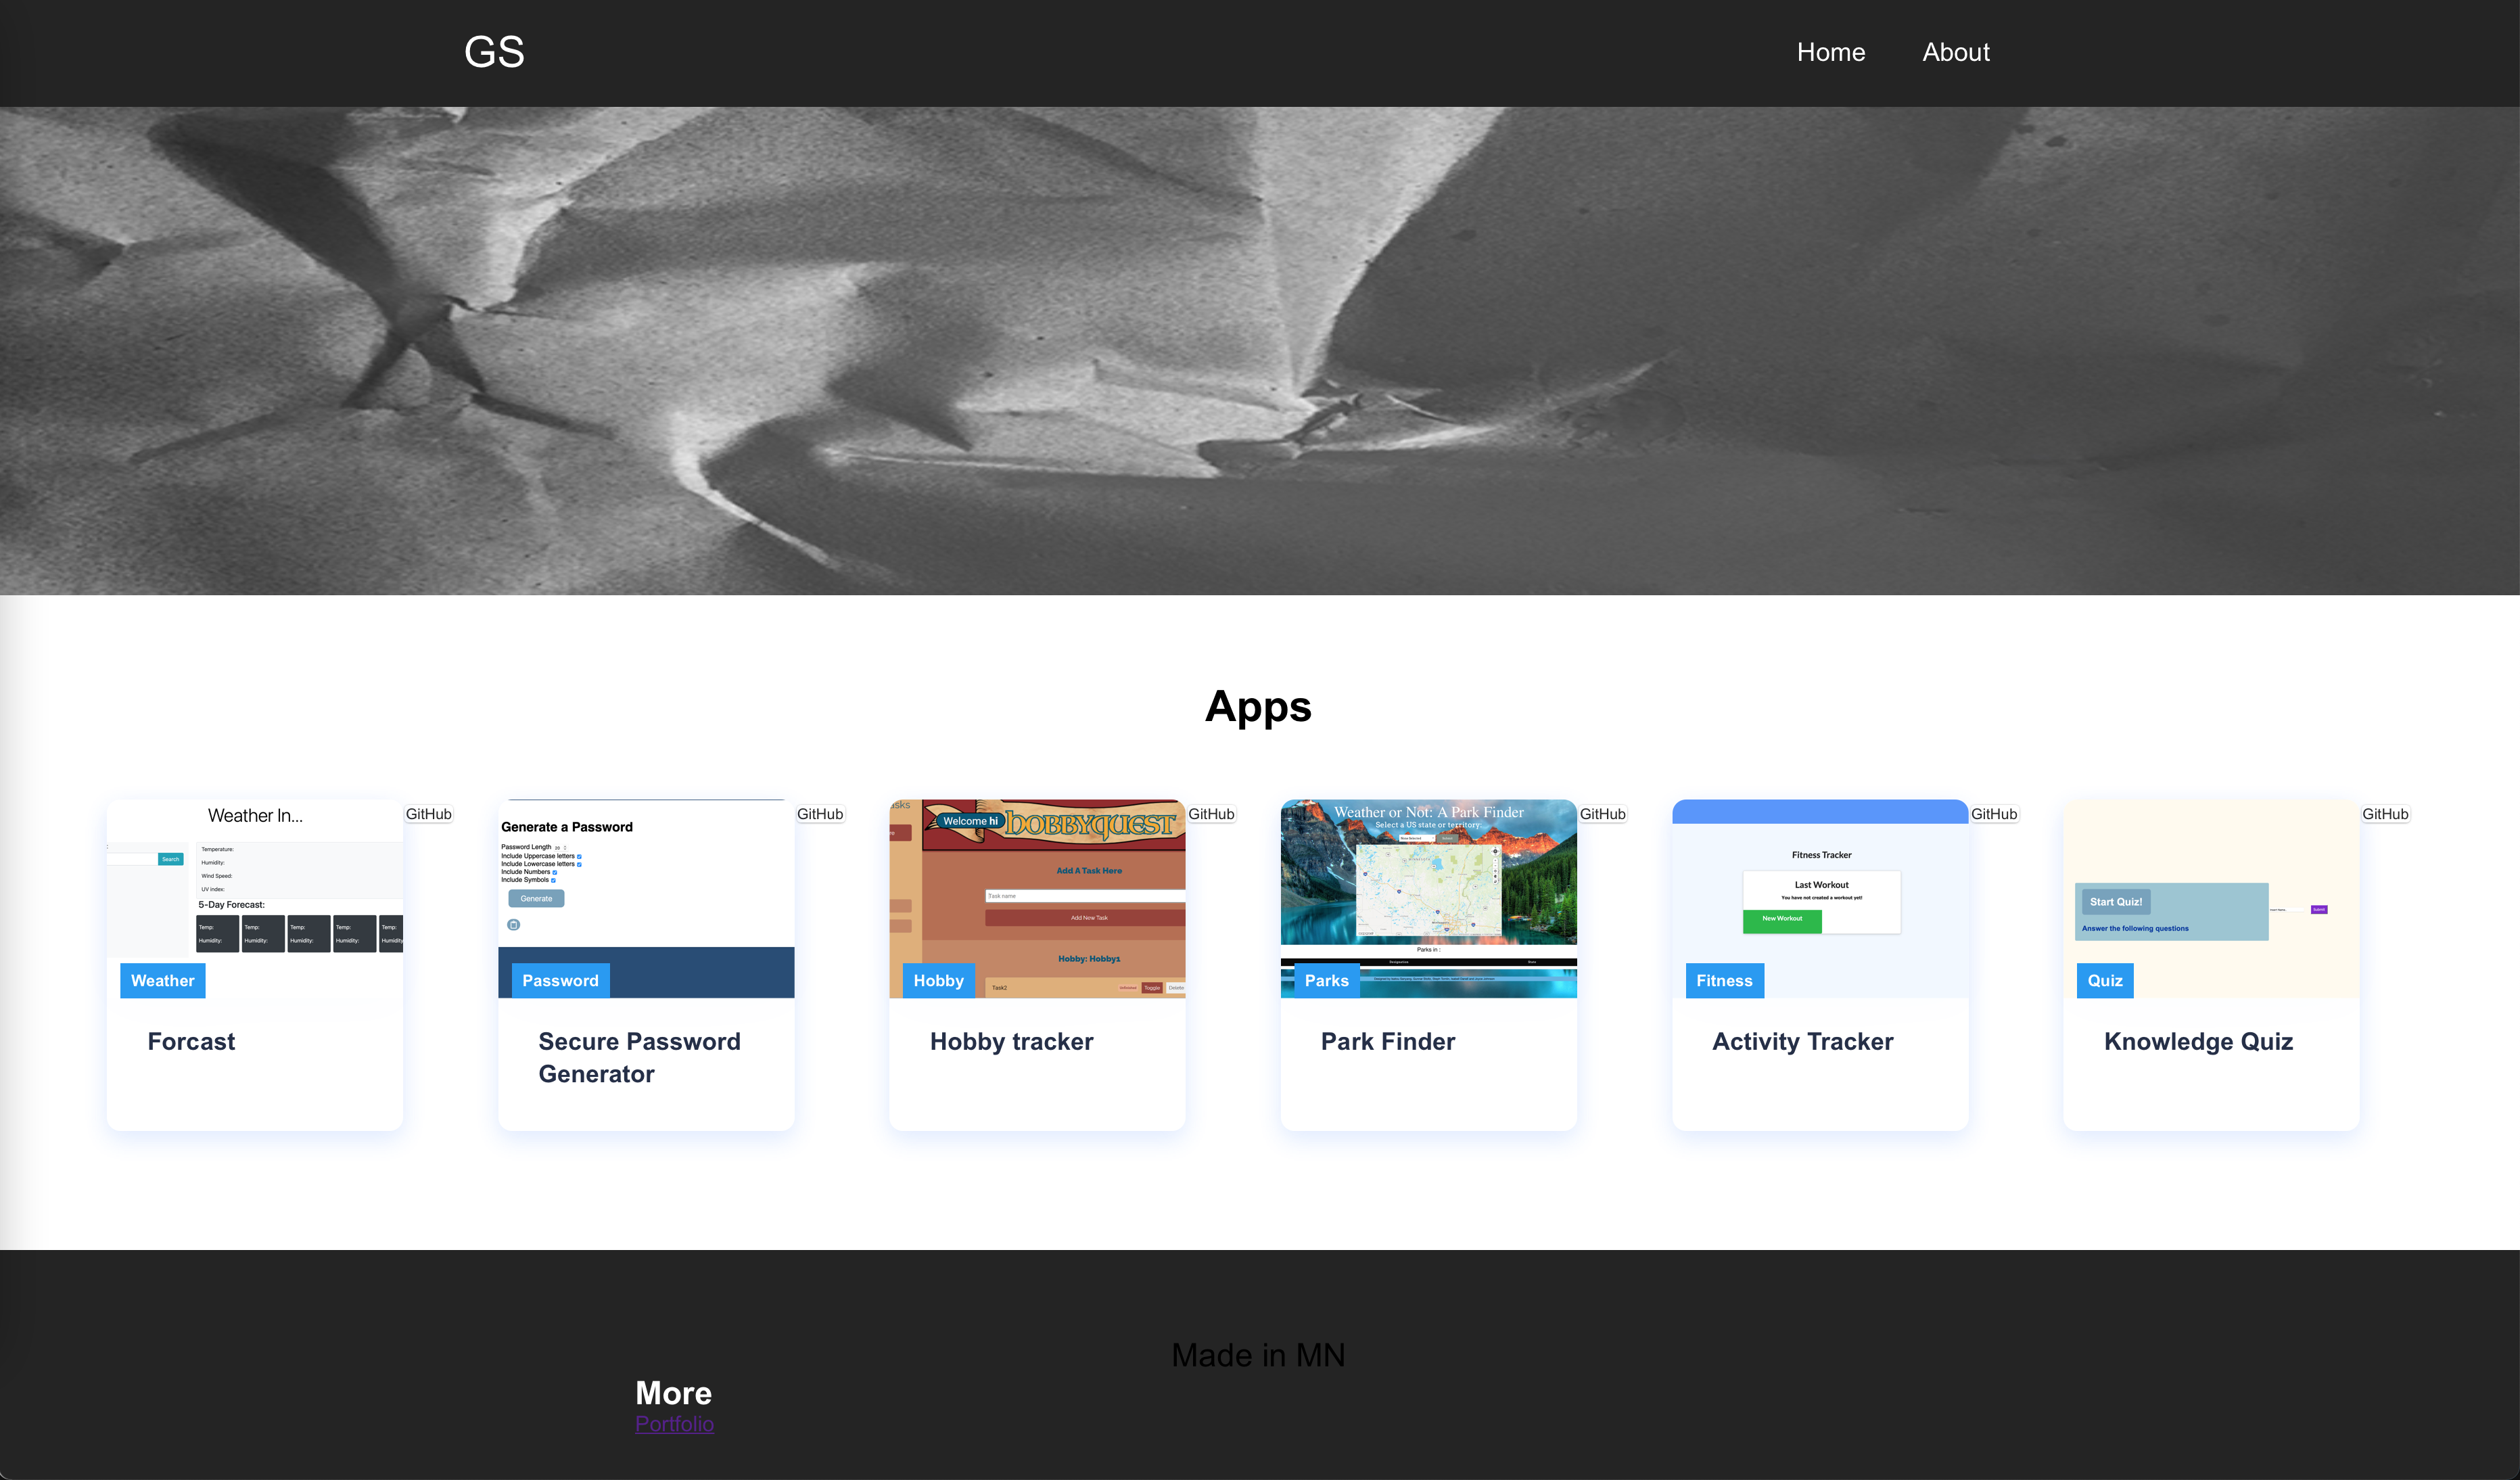 GS
Home About
Apps
Weather In...
Search
Temperature:
Humidity:
Wind Speed:
UV index:
5-Day Forecast:
Temp: Temp: Temp: Temp: Temp:
Humidity: Humidity: Humidity: Humidity: Humidity
Weather
Forcast
GitHub
Generate a Password
Password Length
Include Uppercase letters
Include Lowercase letters
Include Numbers
Include Symbols
Generate
Password
Secure Password
Generator
GitHub
Welcome hi
hobbyquest
Add A Task Here
Task name
Add New Task
Hobby: Hobby1
Task2 Toggle Delete
Hobby
Hobby tracker
GitHub
Weather or Not: A Park Finder
Select a US state or territory:
Parks in :
Parks
Park Finder
GitHub
Fitness Tracker
Last Workout
You have not created a workout yet!
New Workout
Fitness
Activity Tracker
GitHub
Start Quiz!
Answer the following questions
Submit
Quiz
Knowledge Quiz
GitHub
Made in MN
More
Portfolio